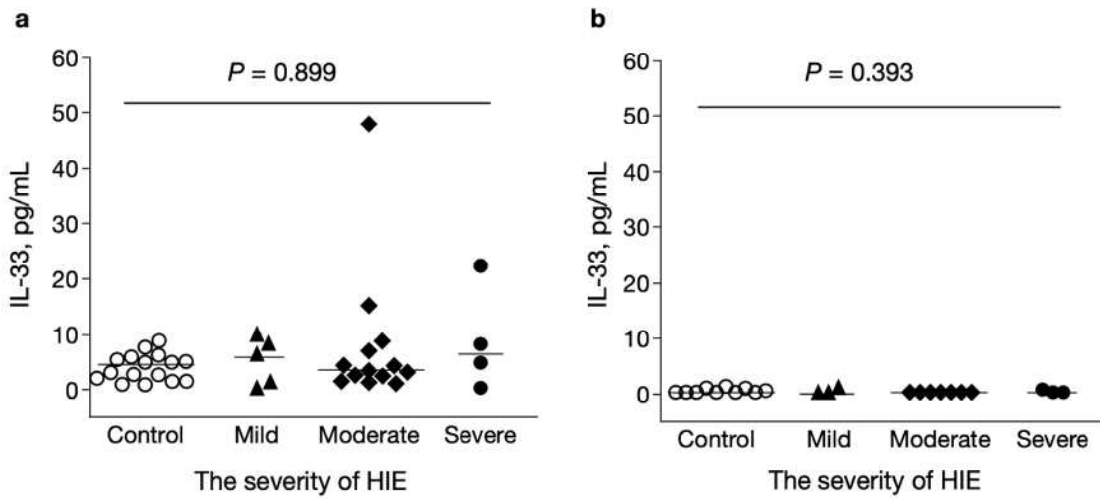 a
P = 0.899
60
50
40
30
20
10
0
IL-33, pg/mL
Control Mild Moderate Severe
The severity of HIE
b
P = 0.393
60
50
40
30
20
10
0
IL-33, pg/mL
Control Mild Moderate Severe
The severity of HIE